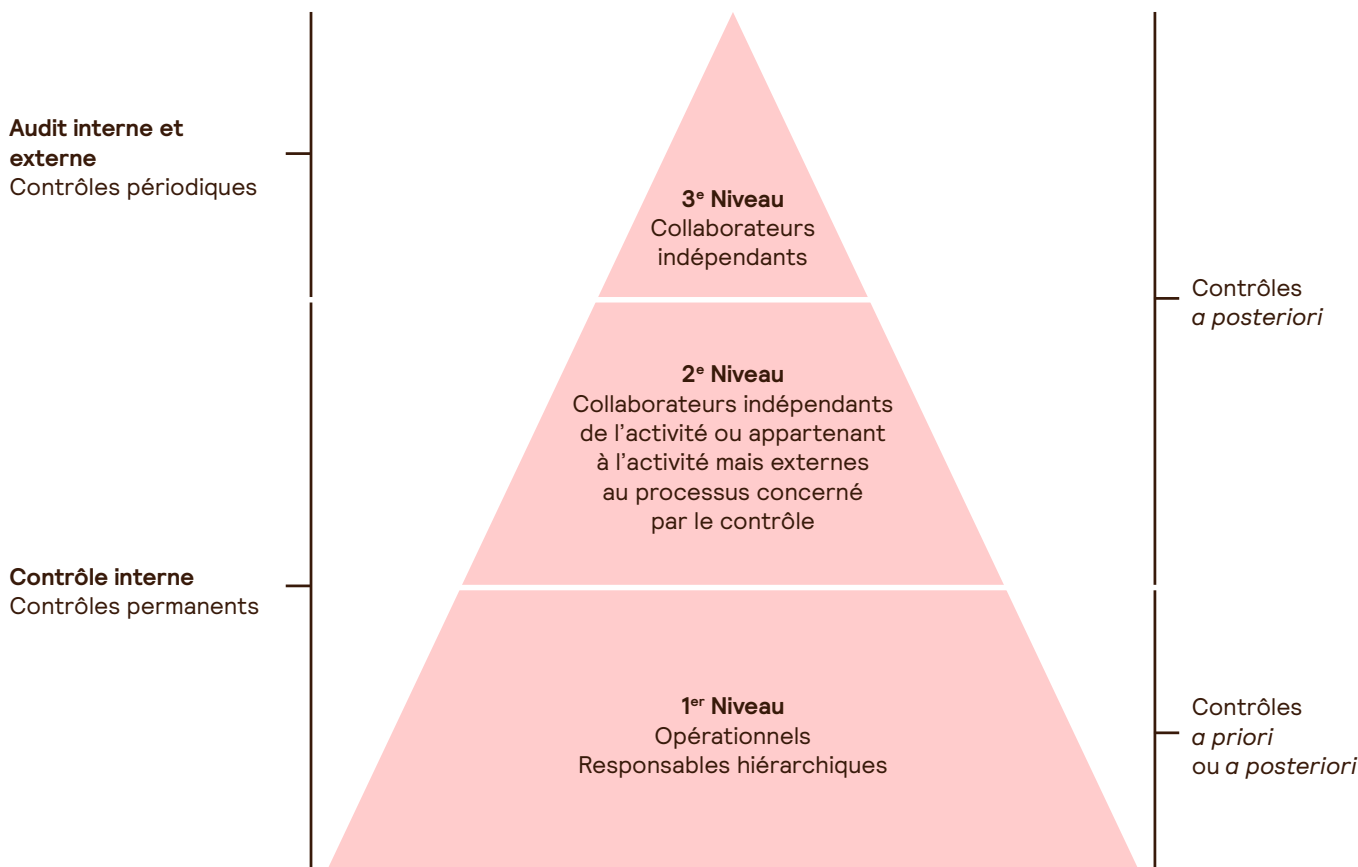 Audit interne et
externe
Contrôles périodiques
3e Niveau
Collaborateurs
indépendants
Contrôles
a posteriori
2e Niveau
Collaborateurs indépendants
de l’activité ou appartenant
à l’activité mais externes
au processus concerné
par le contrôle
Contrôle interne
Contrôles permanents
1er Niveau
Opérationnels
Responsables hiérarchiques
Contrôles
a priori
ou a posteriori